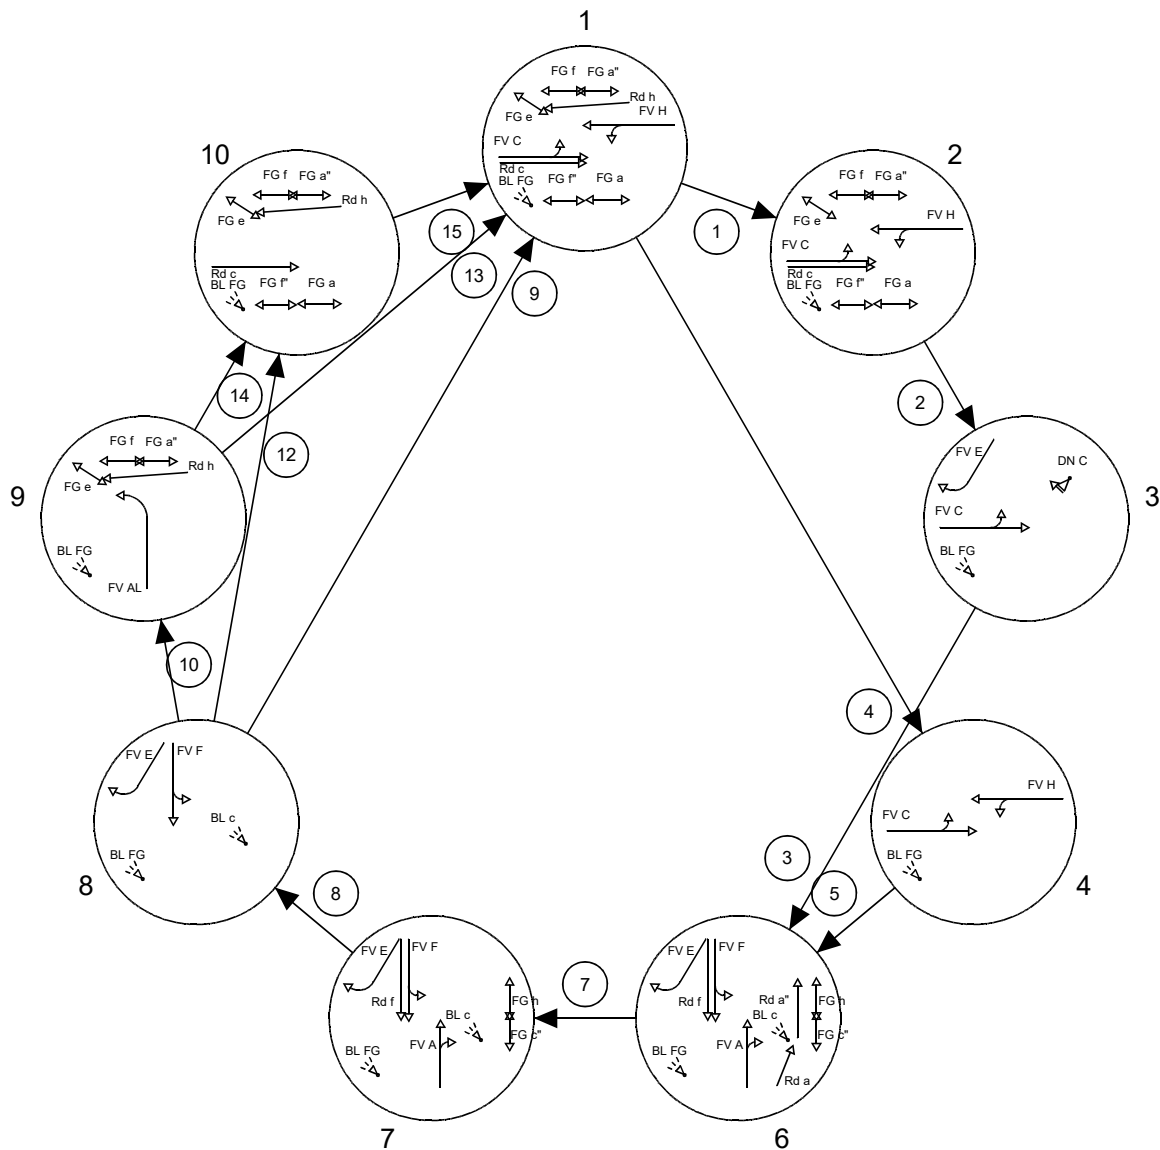 1
FG f FG a"
Rd h
FG e
FV H
FV C
Rd c
BL FG
FG f" FG a
10
FG f FG a"
Rd h
FG e
Rd c
BL FG
FG f" FG a
2
FG f FG a"
FG e
FV H
FV C
Rd c
BL FG
FG f" FG a
15
13
9
1
14
12
2
9
FG f FG a"
Rd h
FG e
BL FG
FV AL
3
FV E
DN C
FV C
BL FG
10
4
8
FV E
FV F
BL c
BL FG
4
FV H
FV C
BL FG
8
3
5
7
FV E
FV F
Rd f
FG h
BL c
FG c"
FV A
BL FG
7
6
FV E
FV F
Rd f
Rd a"
FG h
BL c
FG c"
FV A
BL FG
Rd a